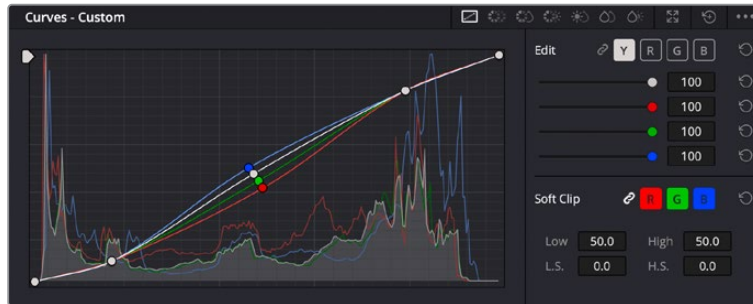 Curves - Custom
Edit
Y R G B
100
100
100
100
Soft Clip
R G B
Low 50.0 High 50.0
L.S. 0.0 H.S. 0.0